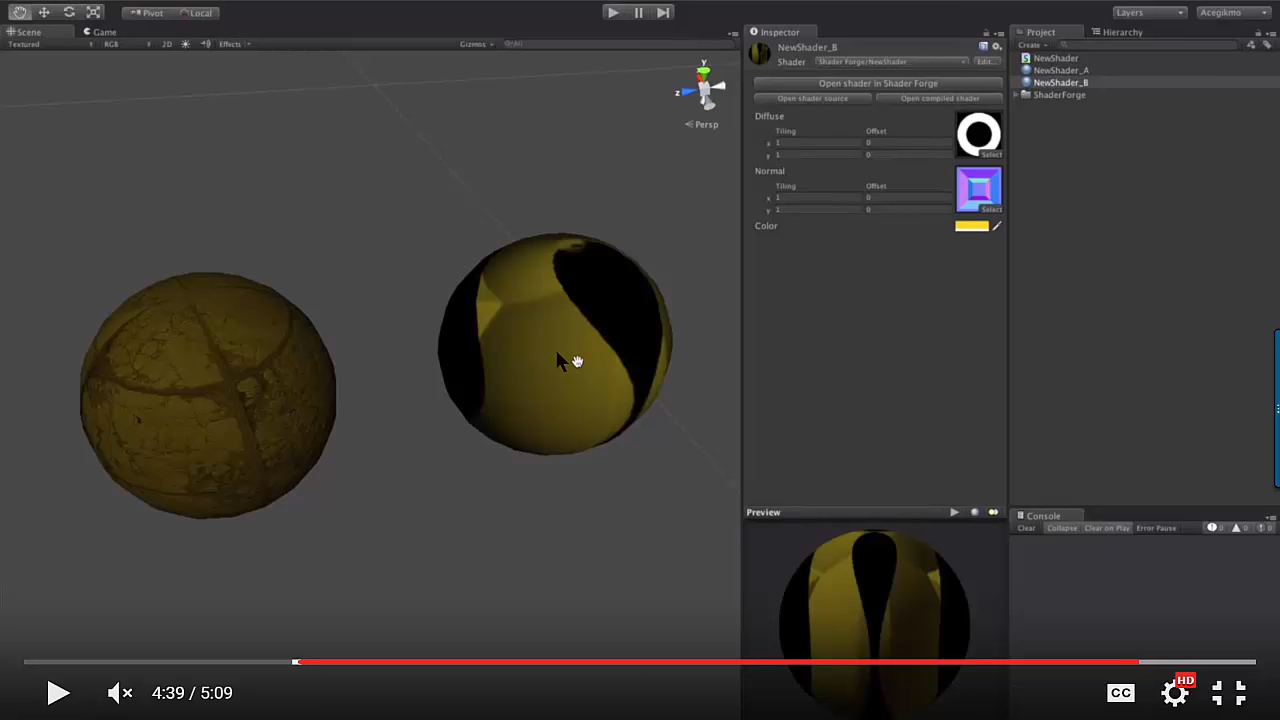 Pivot Local
Layers
Acegikmo
Scene
Game
Textured
RGB
2D
Effects
Gizmos
All
y
z
Persp
Inspector
NewShader_B
Shader
Shader Forge/NewShader
Edit...
Open shader in Shader Forge
Open shader source
Open compiled shader
Diffuse
Tiling Offset
x 1 0
y 1 0
Select
Normal
Tiling Offset
x 1 0
y 1 0
Select
Color
Preview
Project
Hierarchy
Create
NewShader
NewShader_A
NewShader_B
ShaderForge
Console
Clear Collapse Clear on Play Error Pause 0 0 0
4:39 / 5:09
CC
HD